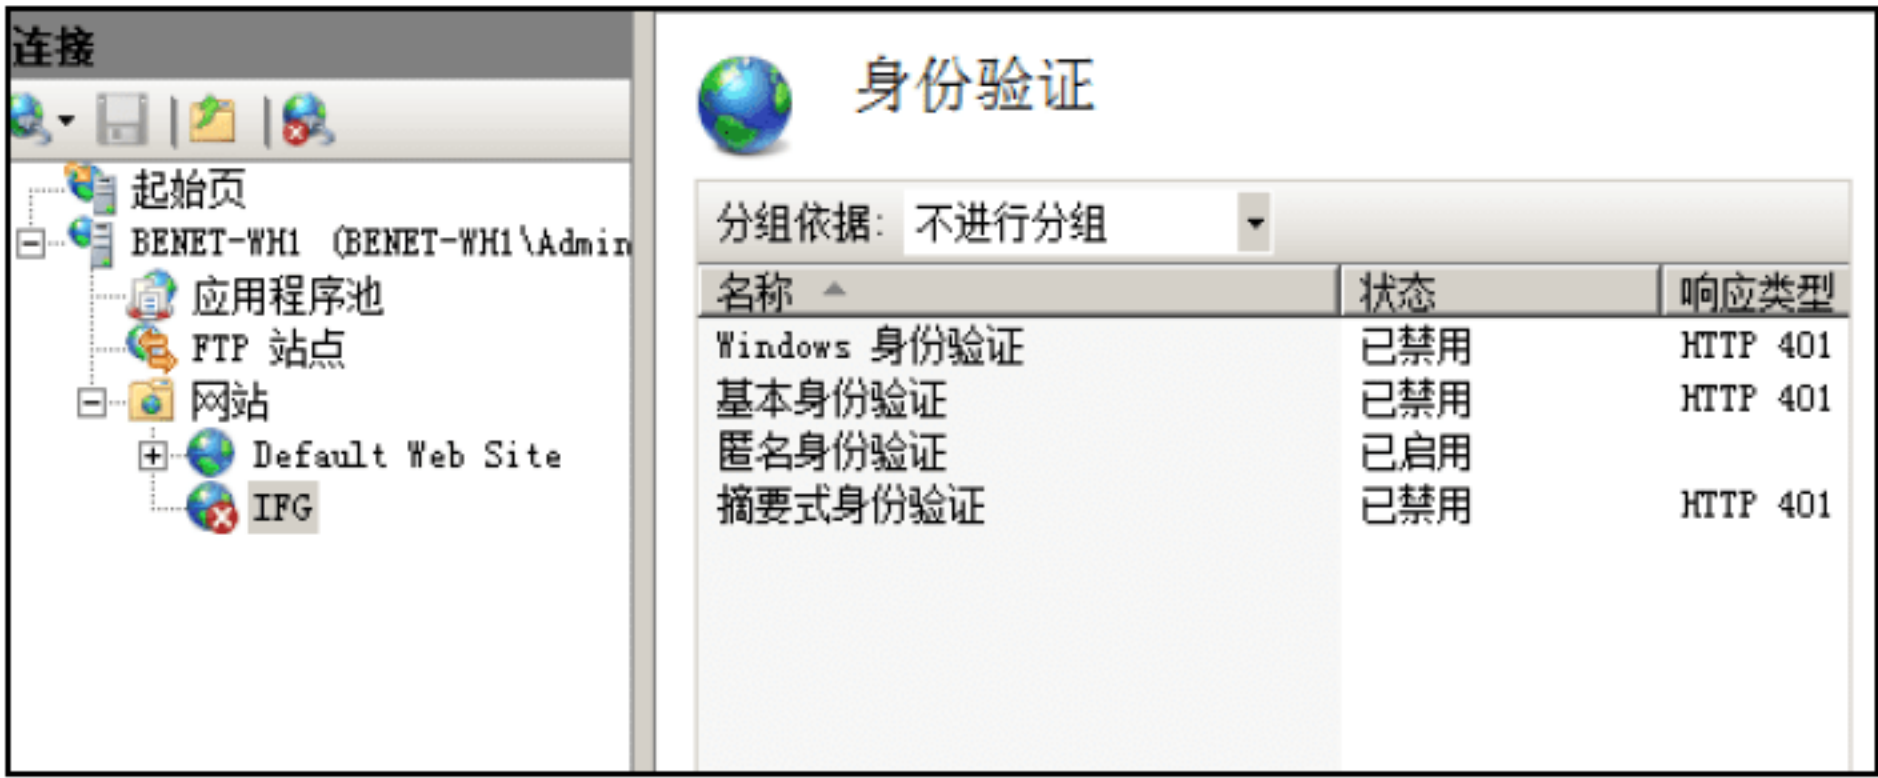 连接
起始页
BENET-WH1 (BENET-WH1\Admin
应用程序池
FTP 站点
网站
Default Web Site
IFG
身份验证
分组依据: 不进行分组
名称 状态 响应类型
Windows 身份验证 已禁用 HTTP 401
基本身份验证 已禁用 HTTP 401
匿名身份验证 已启用
摘要式身份验证 已禁用 HTTP 401